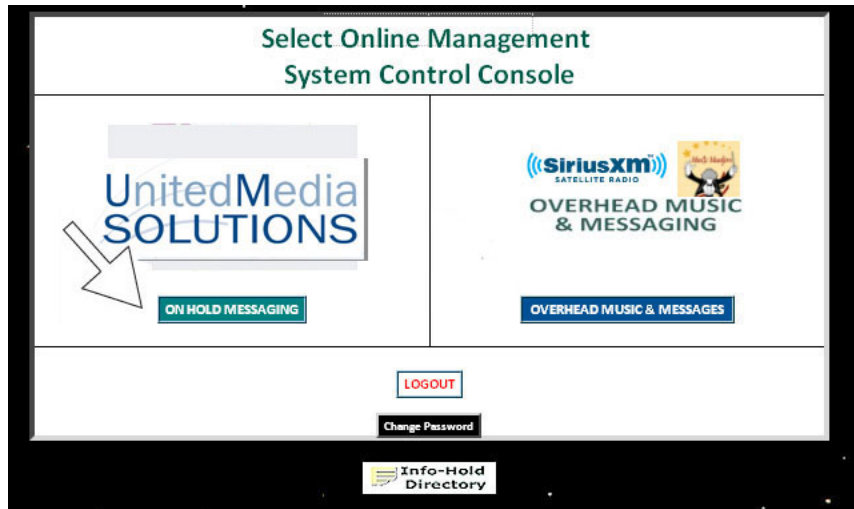 Select Online Management
System Control Console
UnitedMedia
SOLUTIONS
ON HOLD MESSAGING
((SiriusXM))
SATELLITE RADIO
OVERHEAD MUSIC
& MESSAGING
OVERHEAD MUSIC & MESSAGES
LOGOUT
Change Password
Info-Hold
Directory